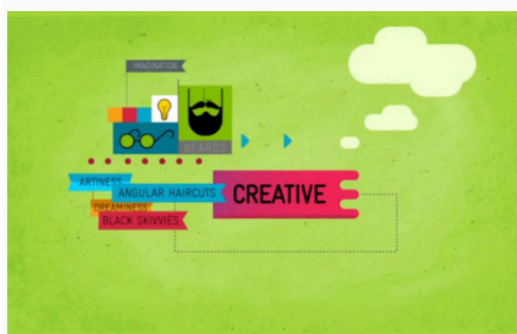 IMAGINATION
BEARDS
ARTINESS
ANGULAR HAIRCUTS
CREATIVE
DREAMINESS
BLACK SKIVVIES